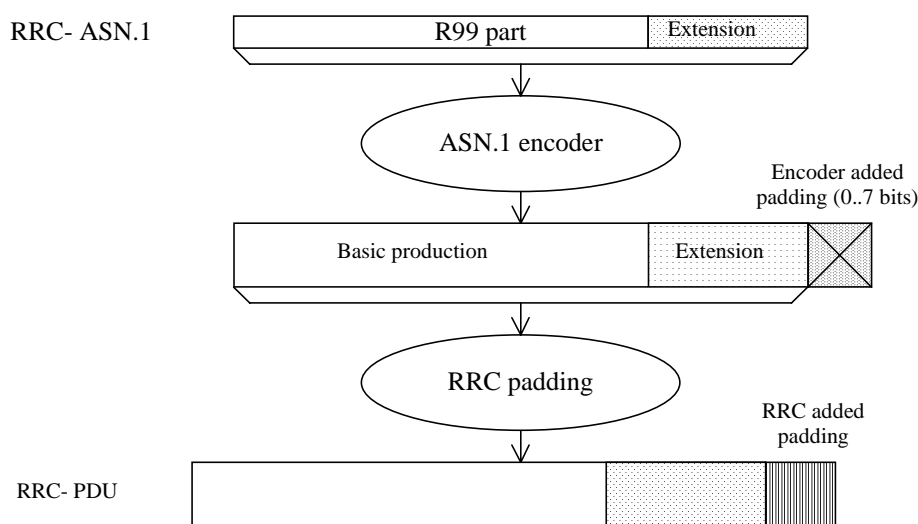 RRC- ASN.1
R99 part
Extension
ASN.1 encoder
Encoder added
padding (0..7 bits)
Basic production
Extension
RRC padding
RRC added
padding
RRC- PDU